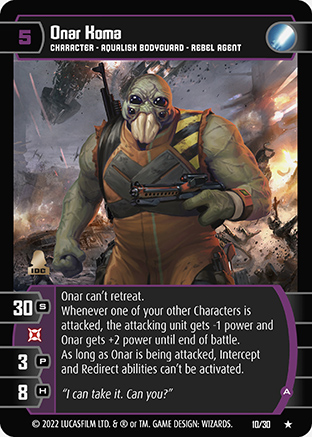 5
Onar Koma
CHARACTER - AQUALISH BODYGUARD - REBEL AGENT
IDC
30 S
Onar can't retreat.
Whenever one of your other Characters is
attacked, the attacking unit gets -1 power and
Onar gets +2 power until end of battle.
As long as Onar is being attacked, Intercept
and Redirect abilities can't be activated.
3 P
8 H
"I can take it. Can you?"
A
© 2022 LUCASFILM LTD. & ® or TM. GAME DESIGN: WIZARDS.
10/30